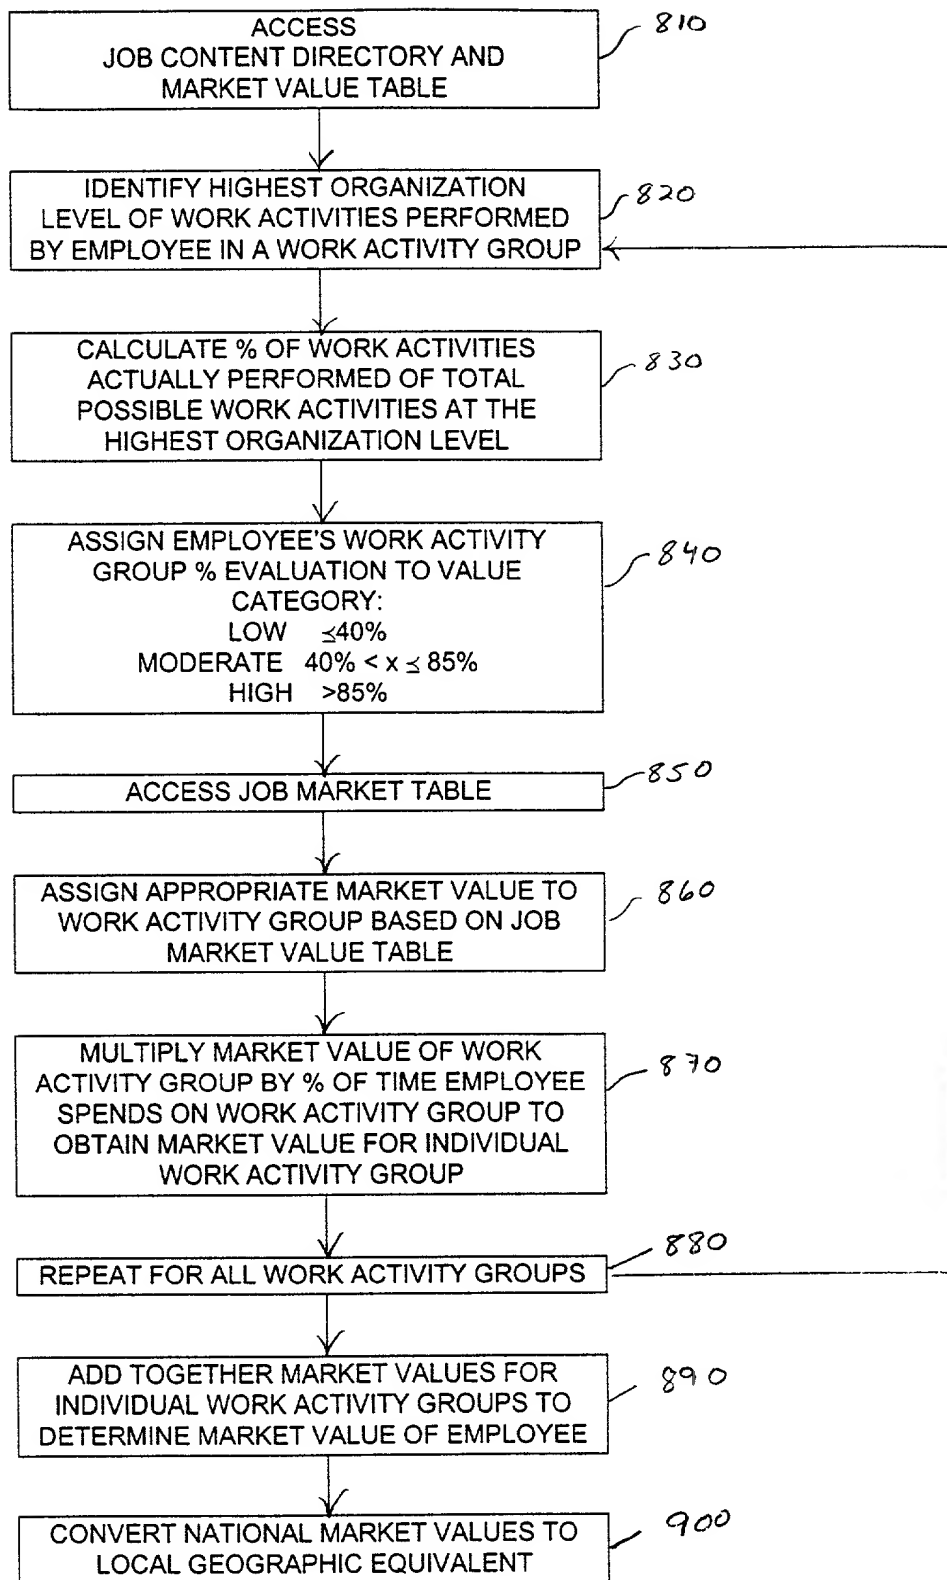 ACCESS
JOB CONTENT DIRECTORY AND
MARKET VALUE TABLE
810
IDENTIFY HIGHEST ORGANIZATION
LEVEL OF WORK ACTIVITIES PERFORMED
BY EMPLOYEE IN A WORK ACTIVITY GROUP
820
CALCULATE % OF WORK ACTIVITIES
ACTUALLY PERFORMED OF TOTAL
POSSIBLE WORK ACTIVITIES AT THE
HIGHEST ORGANIZATION LEVEL
830
ASSIGN EMPLOYEE'S WORK ACTIVITY
GROUP % EVALUATION TO VALUE
CATEGORY:
LOW ≤40%
MODERATE 40% < x ≤ 85%
HIGH >85%
840
ACCESS JOB MARKET TABLE
850
ASSIGN APPROPRIATE MARKET VALUE TO
WORK ACTIVITY GROUP BASED ON JOB
MARKET VALUE TABLE
860
MULTIPLY MARKET VALUE OF WORK
ACTIVITY GROUP BY % OF TIME EMPLOYEE
SPENDS ON WORK ACTIVITY GROUP TO
OBTAIN MARKET VALUE FOR INDIVIDUAL
WORK ACTIVITY GROUP
870
REPEAT FOR ALL WORK ACTIVITY GROUPS
880
ADD TOGETHER MARKET VALUES FOR
INDIVIDUAL WORK ACTIVITY GROUPS TO
DETERMINE MARKET VALUE OF EMPLOYEE
890
CONVERT NATIONAL MARKET VALUES TO
LOCAL GEOGRAPHIC EQUIVALENT
900